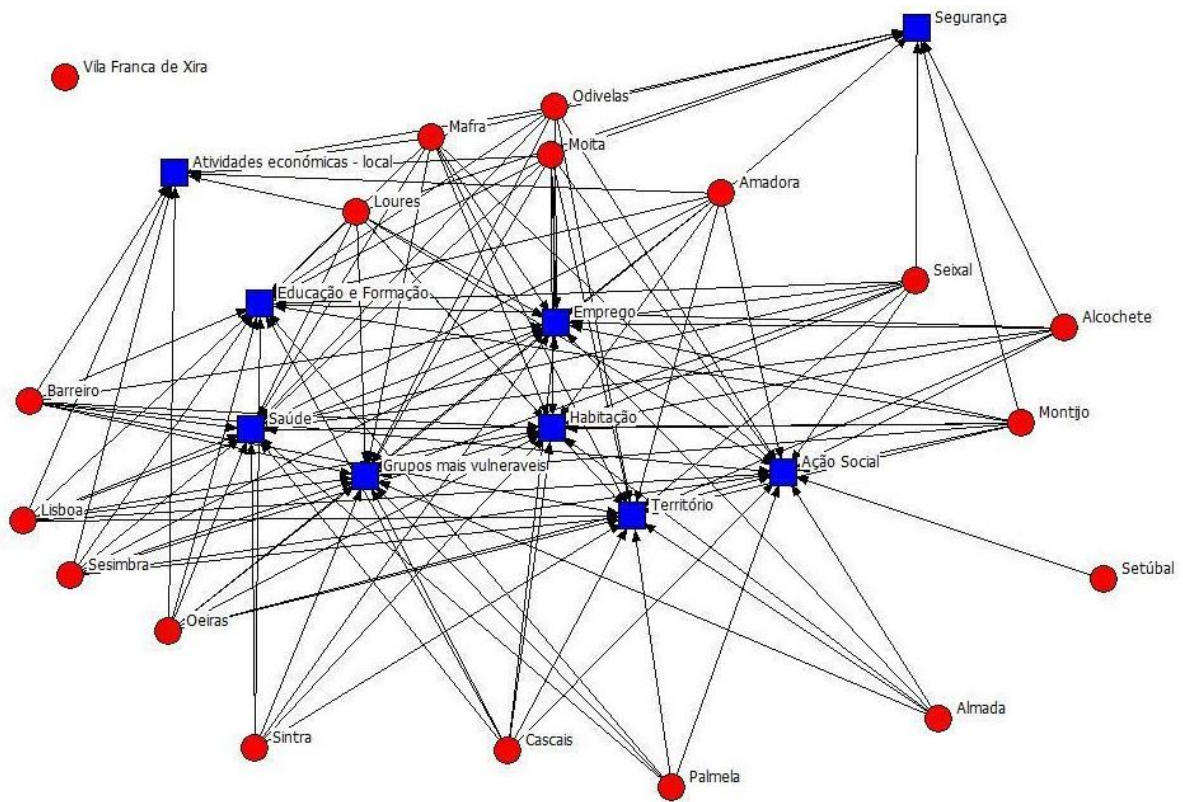 Segurança
Vila Franca de Xira
Odivelas
Mafra
Moita
Atividades económicas - local
Amadora
Loures
Seixal
Educação e Formação
Emprego
Alcochete
Barreiro
Saúde
Habitação
Montijo
Grupos mais vulneraveis
Ação Social
Lisboa
Território
Sesimbra
Setúbal
Oeiras
Almada
Sintra
Cascais
Palmela